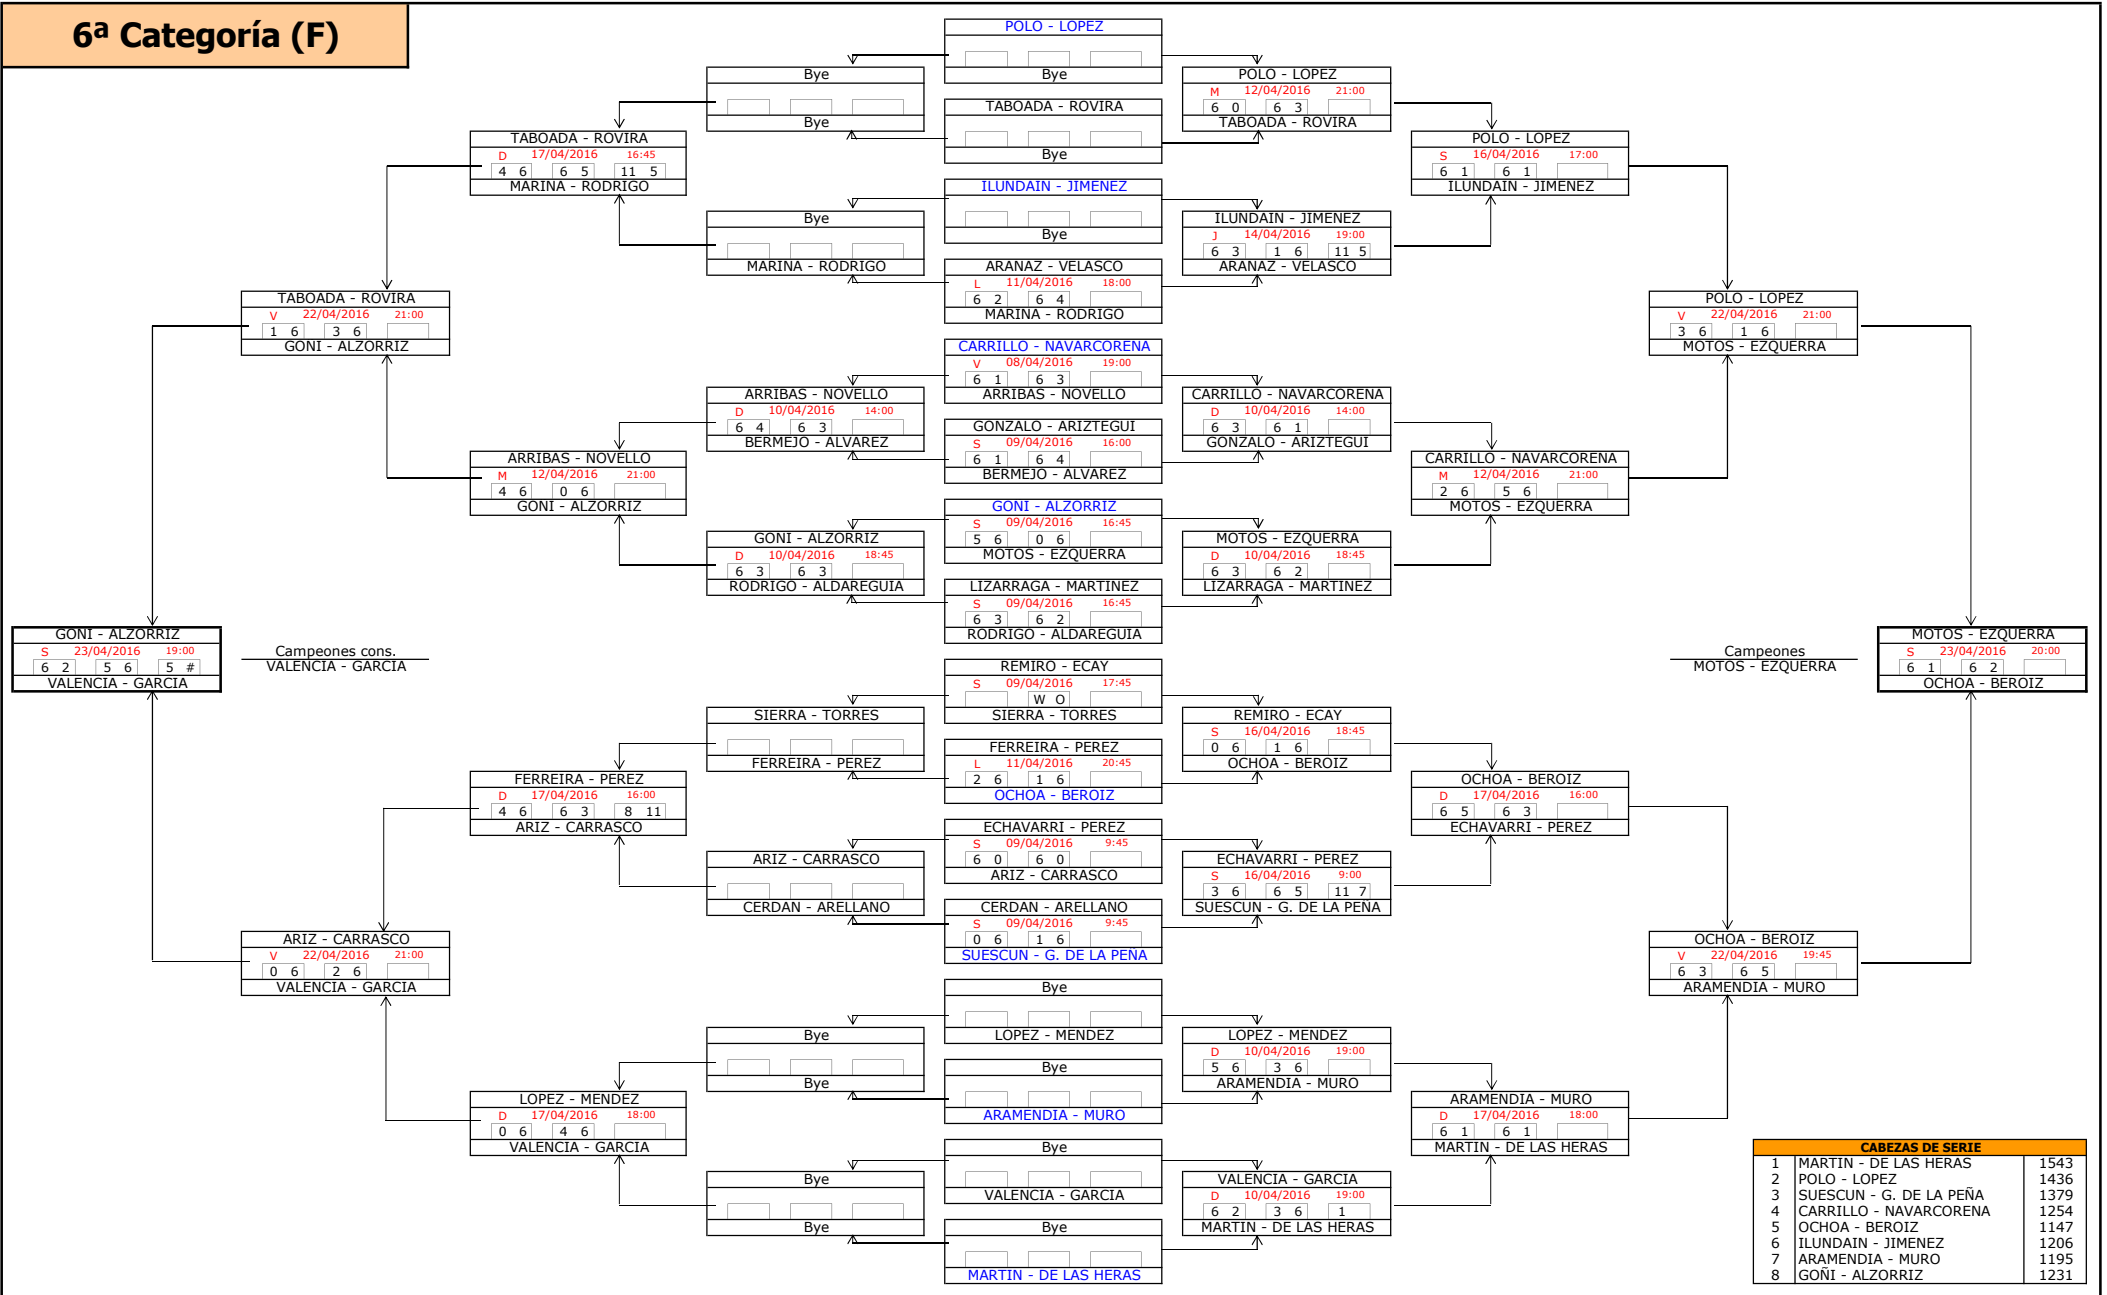 6ª Categoría (F)
POLO - LOPEZ
Bye
TABOADA - ROVIRA
Bye
ILUNDAIN - JIMENEZ
Bye
ARANAZ - VELASCO
L 11/04/2016 18:00
6 2 6 4
MARINA - RODRIGO
CARRILLO - NAVARCORENA
V 08/04/2016 19:00
6 1 6 3
ARRIBAS - NOVELLO
GONZALO - ARIZTEGUI
S 09/04/2016 16:00
6 1 6 4
BERMEJO - ALVAREZ
GONI - ALZORRIZ
S 09/04/2016 16:45
5 6 0 6
MOTOS - EZQUERRA
LIZARRAGA - MARTINEZ
S 09/04/2016 16:45
6 3 6 2
RODRIGO - ALDAREGUIA
REMIRO - ECAY
S 09/04/2016 17:45
W O
SIERRA - TORRES
FERREIRA - PEREZ
L 11/04/2016 20:45
2 6 1 6
OCHOA - BEROIZ
ECHAVARRI - PEREZ
S 09/04/2016 9:45
6 0 6 0
ARIZ - CARRASCO
CERDAN - ARELLANO
S 09/04/2016 9:45
0 6 1 6
SUESCUN - G. DE LA PEÑA
Bye
LOPEZ - MENDEZ
Bye
ARAMENDIA - MURO
Bye
VALENCIA - GARCIA
Bye
MARTIN - DE LAS HERAS
Bye
Bye
Bye
MARINA - RODRIGO
ARRIBAS - NOVELLO
D 10/04/2016 14:00
6 4 6 3
BERMEJO - ALVAREZ
GONI - ALZORRIZ
D 10/04/2016 18:45
6 3 6 3
RODRIGO - ALDAREGUIA
SIERRA - TORRES
FERREIRA - PEREZ
ARIZ - CARRASCO
CERDAN - ARELLANO
Bye
Bye
Bye
Bye
TABOADA - ROVIRA
D 17/04/2016 16:45
4 6 6 5 11 5
MARINA - RODRIGO
ARRIBAS - NOVELLO
M 12/04/2016 21:00
4 6 0 6
GONI - ALZORRIZ
FERREIRA - PEREZ
D 17/04/2016 16:00
4 6 6 3 8 11
ARIZ - CARRASCO
LOPEZ - MENDEZ
D 17/04/2016 18:00
0 6 4 6
VALENCIA - GARCIA
TABOADA - ROVIRA
V 22/04/2016 21:00
1 6 3 6
GONI - ALZORRIZ
ARIZ - CARRASCO
V 22/04/2016 21:00
0 6 2 6
VALENCIA - GARCIA
GONI - ALZORRIZ
S 23/04/2016 19:00
6 2 5 6 5 #
VALENCIA - GARCIA
Campeones cons.
VALENCIA - GARCIA
POLO - LOPEZ
M 12/04/2016 21:00
6 0 6 3
TABOADA - ROVIRA
ILUNDAIN - JIMENEZ
J 14/04/2016 19:00
6 3 1 6 11 5
ARANAZ - VELASCO
CARRILLO - NAVARCORENA
D 10/04/2016 14:00
6 3 6 1
GONZALO - ARIZTEGUI
MOTOS - EZQUERRA
D 10/04/2016 18:45
6 3 6 2
LIZARRAGA - MARTINEZ
REMIRO - ECAY
S 16/04/2016 18:45
0 6 1 6
OCHOA - BEROIZ
ECHAVARRI - PEREZ
S 16/04/2016 9:00
3 6 6 5 11 7
SUESCUN - G. DE LA PEÑA
LOPEZ - MENDEZ
D 10/04/2016 19:00
5 6 3 6
ARAMENDIA - MURO
VALENCIA - GARCIA
D 10/04/2016 19:00
6 2 3 6 1
MARTIN - DE LAS HERAS
POLO - LOPEZ
S 16/04/2016 17:00
6 1 6 1
ILUNDAIN - JIMENEZ
CARRILLO - NAVARCORENA
M 12/04/2016 21:00
2 6 5 6
MOTOS - EZQUERRA
OCHOA - BEROIZ
D 17/04/2016 16:00
6 5 6 3
ECHAVARRI - PEREZ
ARAMENDIA - MURO
D 17/04/2016 18:00
6 1 6 1
MARTIN - DE LAS HERAS
POLO - LOPEZ
V 22/04/2016 21:00
3 6 1 6
MOTOS - EZQUERRA
OCHOA - BEROIZ
V 22/04/2016 19:45
6 3 6 5
ARAMENDIA - MURO
Campeones
MOTOS - EZQUERRA
MOTOS - EZQUERRA
S 23/04/2016 20:00
6 1 6 2
OCHOA - BEROIZ
CABEZAS DE SERIE
1 MARTIN - DE LAS HERAS 1543
2 POLO - LOPEZ 1436
3 SUESCUN - G. DE LA PEÑA 1379
4 CARRILLO - NAVARCORENA 1254
5 OCHOA - BEROIZ 1147
6 ILUNDAIN - JIMENEZ 1206
7 ARAMENDIA - MURO 1195
8 GOÑI - ALZORRIZ 1231